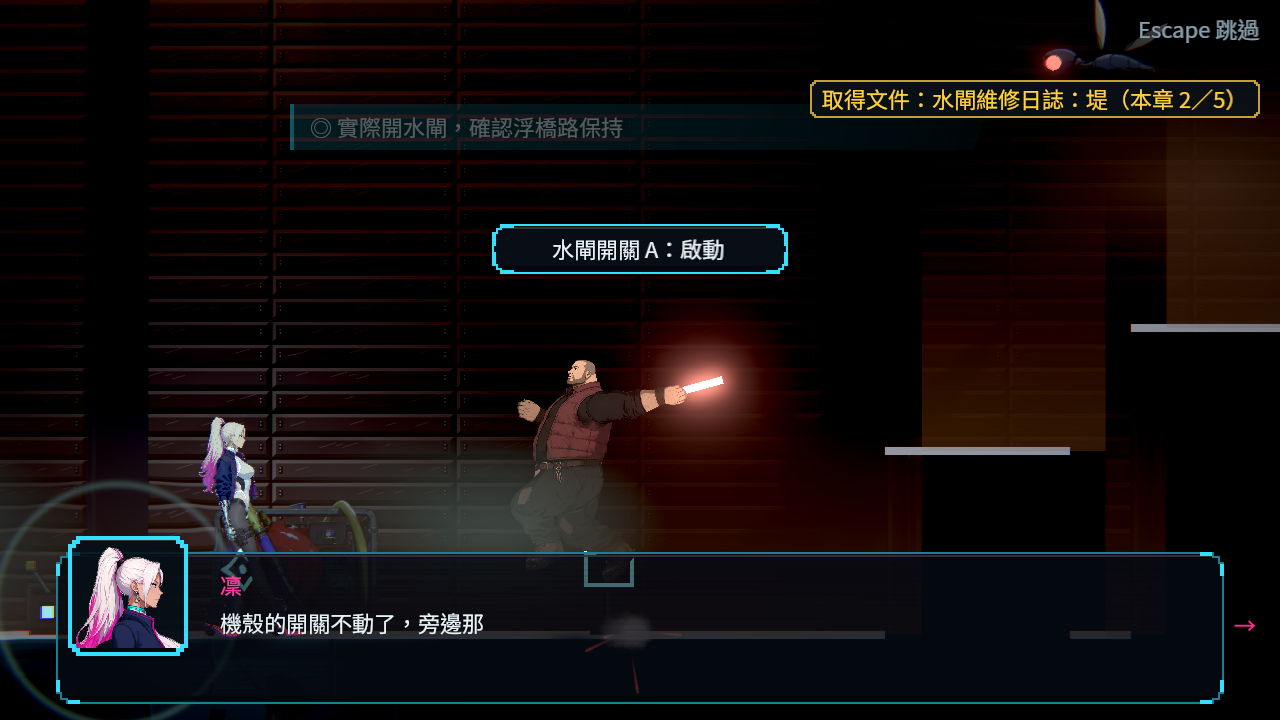 Escape 跳過
取得文件：水閘維修日誌：堤（本章 2／5）
◎ 實際開水閘，確認浮橋路保持
水閘開關 A：啟動
凛
機殼的開關不動了，旁邊那